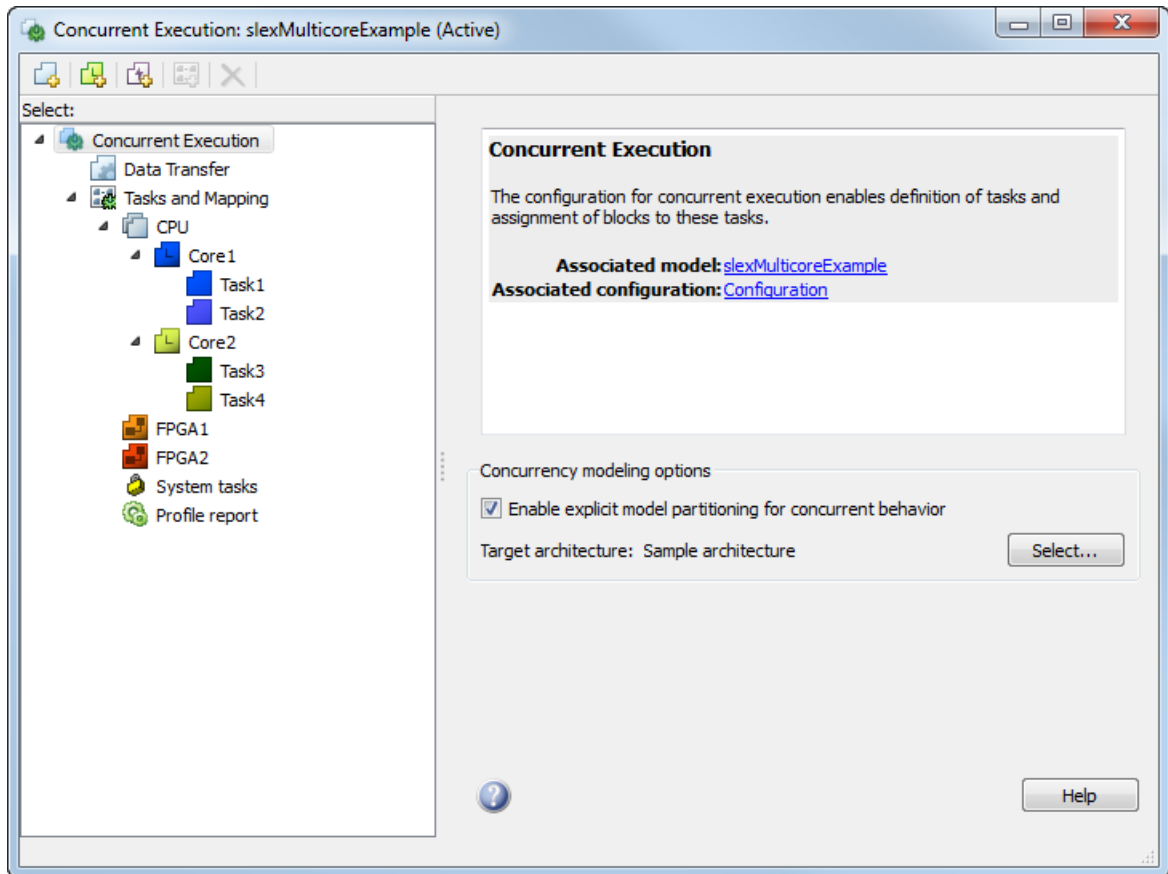 Concurrent Execution: slexMulticoreExample (Active)
Select:
Concurrent Execution
Data Transfer
Tasks and Mapping
CPU
Core1
Task1
Task2
Core2
Task3
Task4
FPGA1
FPGA2
System tasks
Profile report
Concurrent Execution
The configuration for concurrent execution enables definition of tasks and
assignment of blocks to these tasks.
Associated model: slexMulticoreExample
Associated configuration: Configuration
Concurrency modeling options
Enable explicit model partitioning for concurrent behavior
Target architecture: Sample architecture
Select...
Help